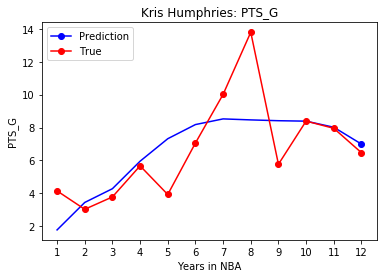 Kris Humphries: PTS_G
Prediction
True
PTS_G
14
12
10
8
6
4
2
1 2 3 4 5 6 7 8 9 10 11 12
Years in NBA